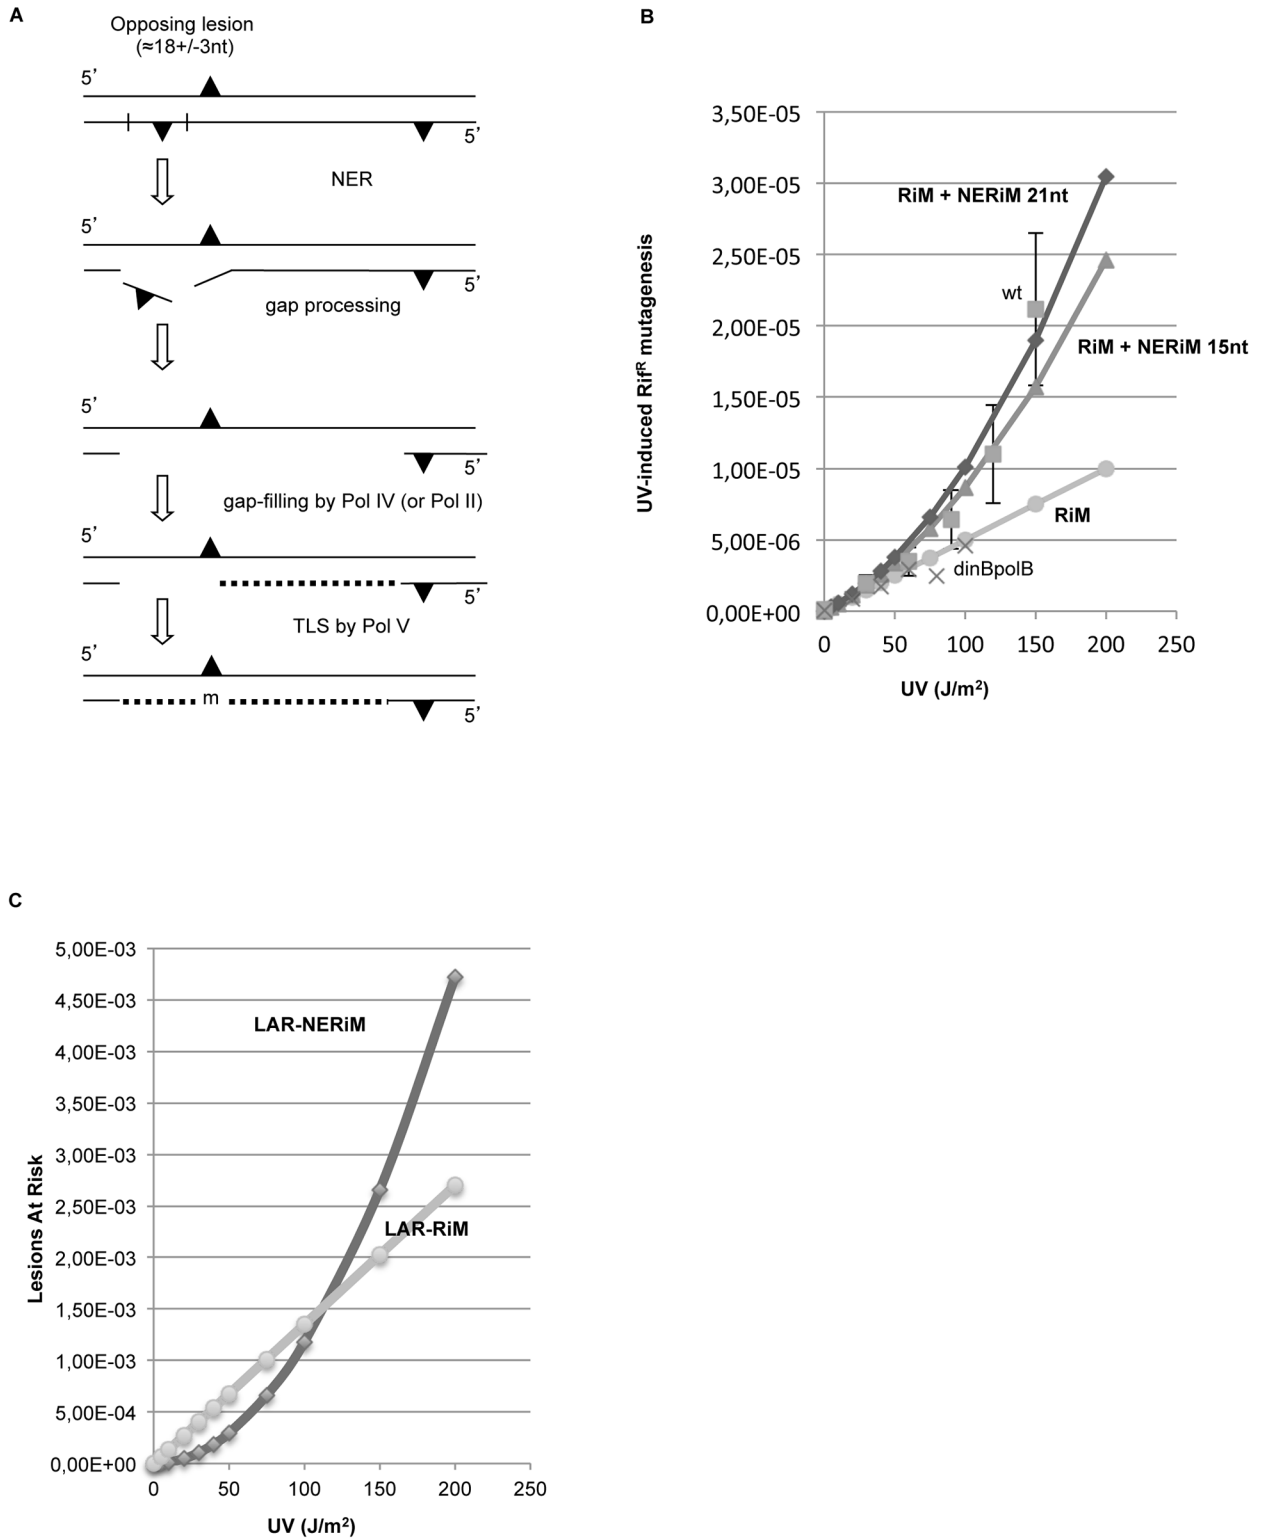 A
Opposing lesion
(≈18+/-3nt)
5’
5’
NER
5’
5’
gap processing
5’
5’
gap-filling by Pol IV (or Pol II)
5’
5’
TLS by Pol V
5’
m
5’
B
3,50E-05
3,00E-05
2,50E-05
2,00E-05
1,50E-05
1,00E-05
5,00E-06
0,00E+00
UV-induced Rifᴿ mutagenesis
RiM + NERiM 21nt
wt
RiM + NERiM 15nt
RiM
dinBpolB
0 50 100 150 200 250
UV (J/m²)
C
5,00E-03
4,50E-03
4,00E-03
3,50E-03
3,00E-03
2,50E-03
2,00E-03
1,50E-03
1,00E-03
5,00E-04
0,00E+00
Lesions At Risk
LAR-NERiM
LAR-RiM
0 50 100 150 200 250
UV (J/m²)